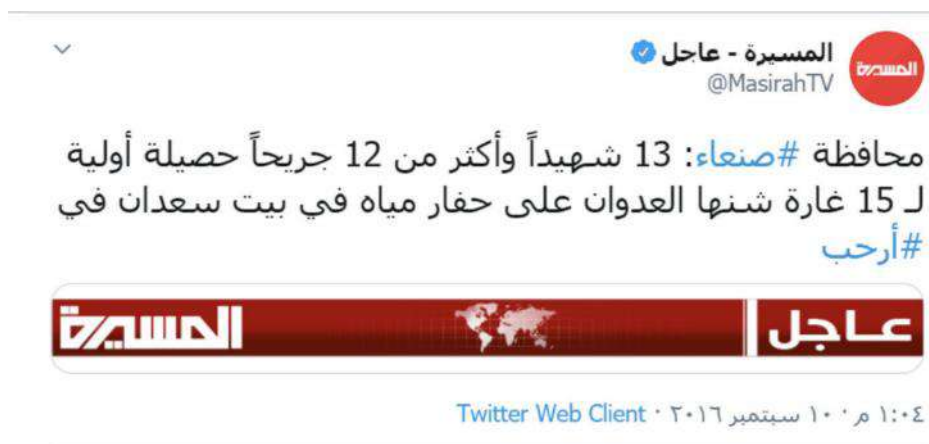 المسيرة - عاجل
@MasirahTV
المسيرة
محافظة #صنعاء: 13 شهيداً وأكثر من 12 جريحاً حصيلة أولية
لـ 15 غارة شنها العدوان على حفار مياه في بيت سعدان في
#أرحب
عـاجل المسيرة
١:٠٤ م · ١٠ سبتمبر ٢٠١٦ · Twitter Web Client